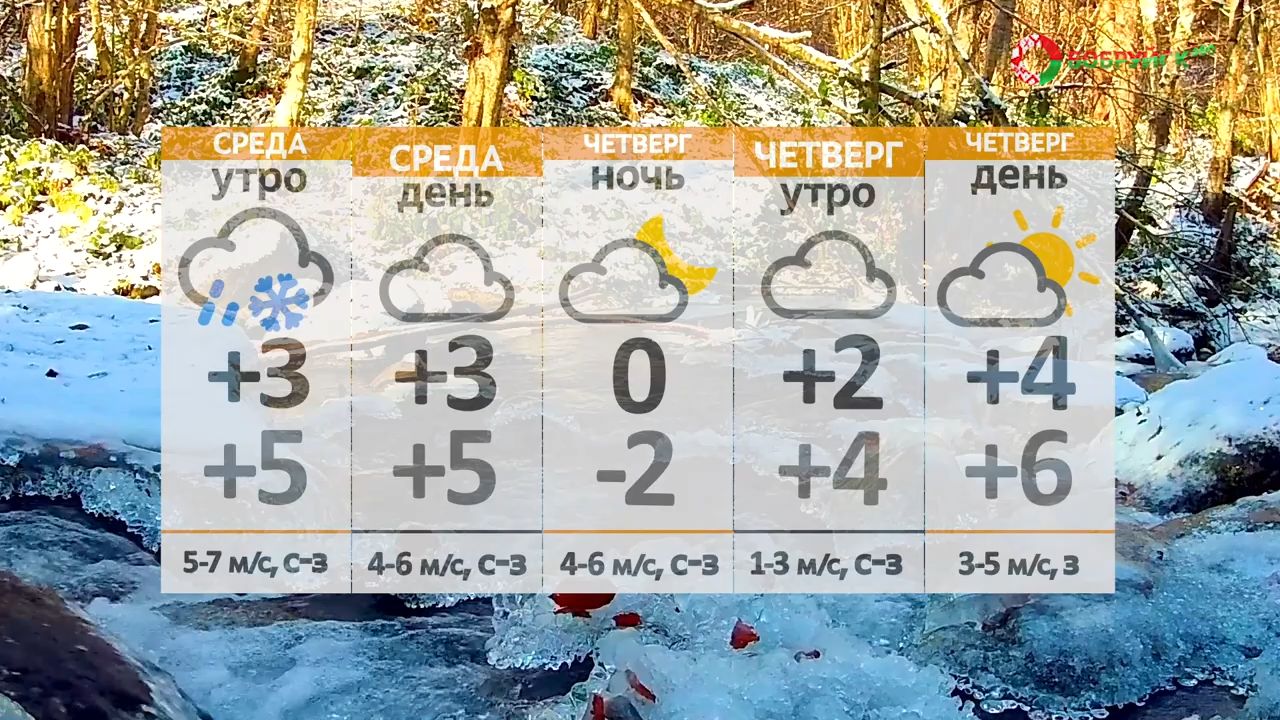 БОБРУЙСК
СРЕДА
утро
+3
+5
5-7 м/с, с-з
СРЕДА
день
+3
+5
4-6 м/с, с-з
ЧЕТВЕРГ
ночь
0
-2
4-6 м/с, с-з
ЧЕТВЕРГ
утро
+2
+4
1-3 м/с, с-з
ЧЕТВЕРГ
день
+4
+6
3-5 м/с, з